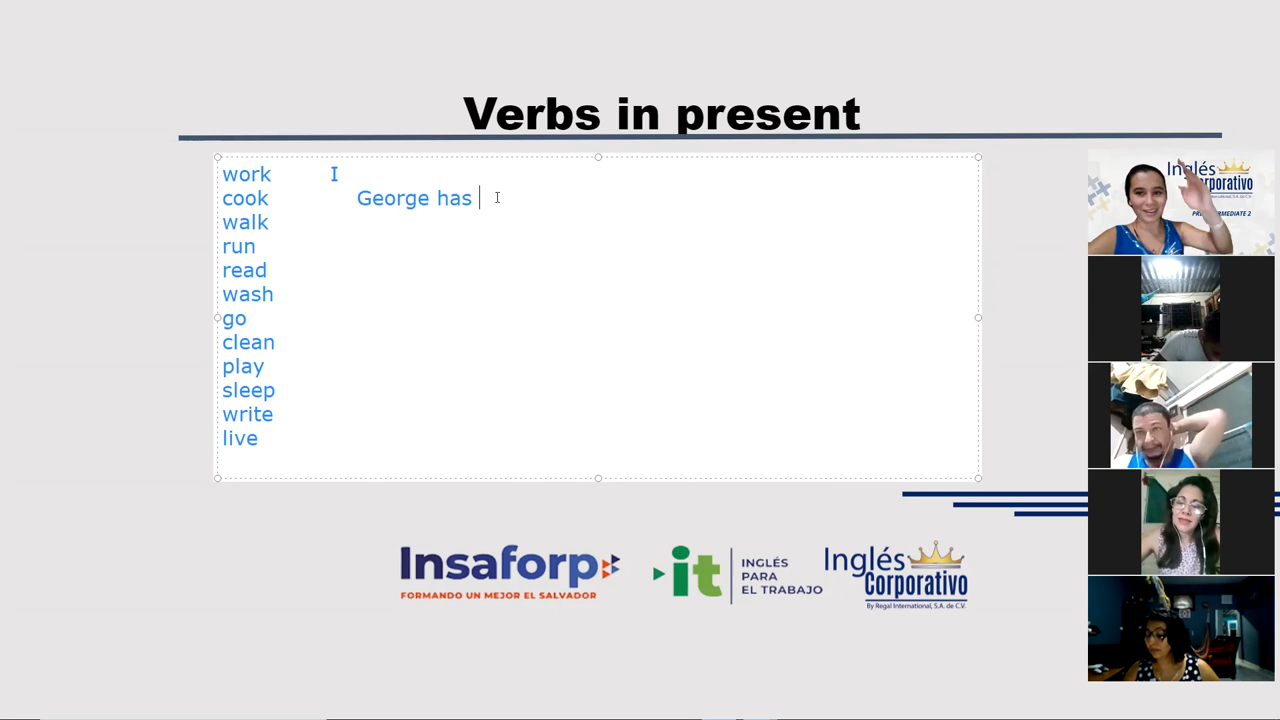 Verbs in present
work I
cook George has
walk
run
read
wash
go
clean
play
sleep
write
live
Insaforp
FORMANDO UN MEJOR EL SALVADOR
it
INGLÉS
PARA
EL TRABAJO
Inglés
Corporativo
By Regal International, S.A. de C.V.
Inglés